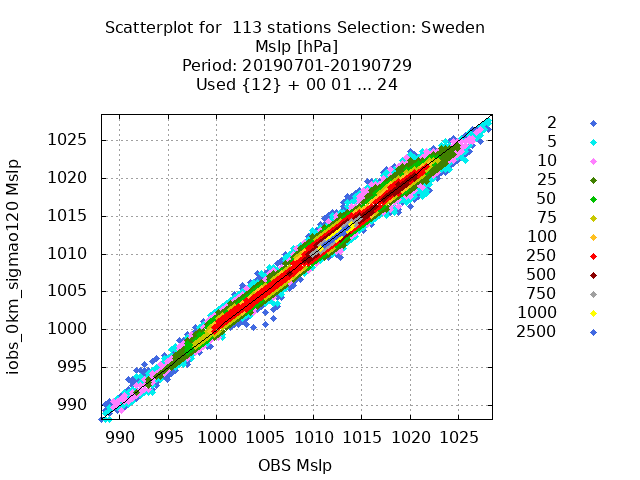 Scatterplot for  113 stations Selection: Sweden
Mslp [hPa]
Period: 20190701-20190729
Used {12} + 00 01 ... 24
iobs_0km_sigmao120 Mslp
1025
1020
1015
1010
1005
1000
995
990
990 995 1000 1005 1010 1015 1020 1025
OBS Mslp
2
5
10
25
50
75
100
250
500
750
1000
2500